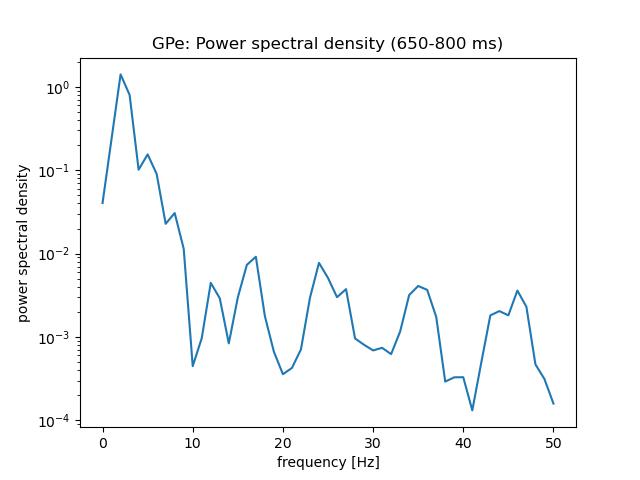 GPe: Power spectral density (650-800 ms)
power spectral density
10⁰
10⁻¹
10⁻²
10⁻³
10⁻⁴
0 10 20 30 40 50
frequency [Hz]